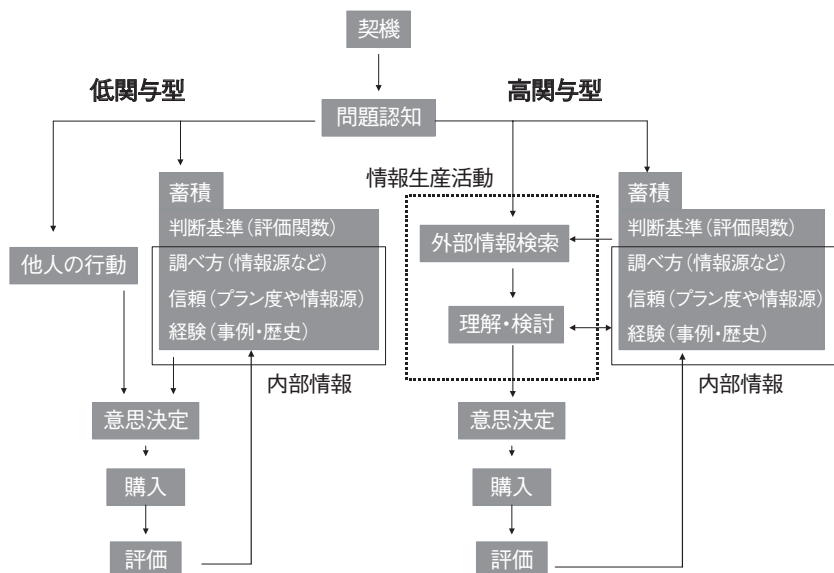 契機
低関与型
高関与型
問題認知
情報生産活動
蓄積
判断基準（評価関数）
調べ方（情報源など）
信頼（プラン度や情報源）
経験（事例・歴史）
他人の行動
内部情報
意思決定
購入
評価
外部情報検索
理解・検討
蓄積
判断基準（評価関数）
調べ方（情報源など）
信頼（プラン度や情報源）
経験（事例・歴史）
内部情報
意思決定
購入
評価